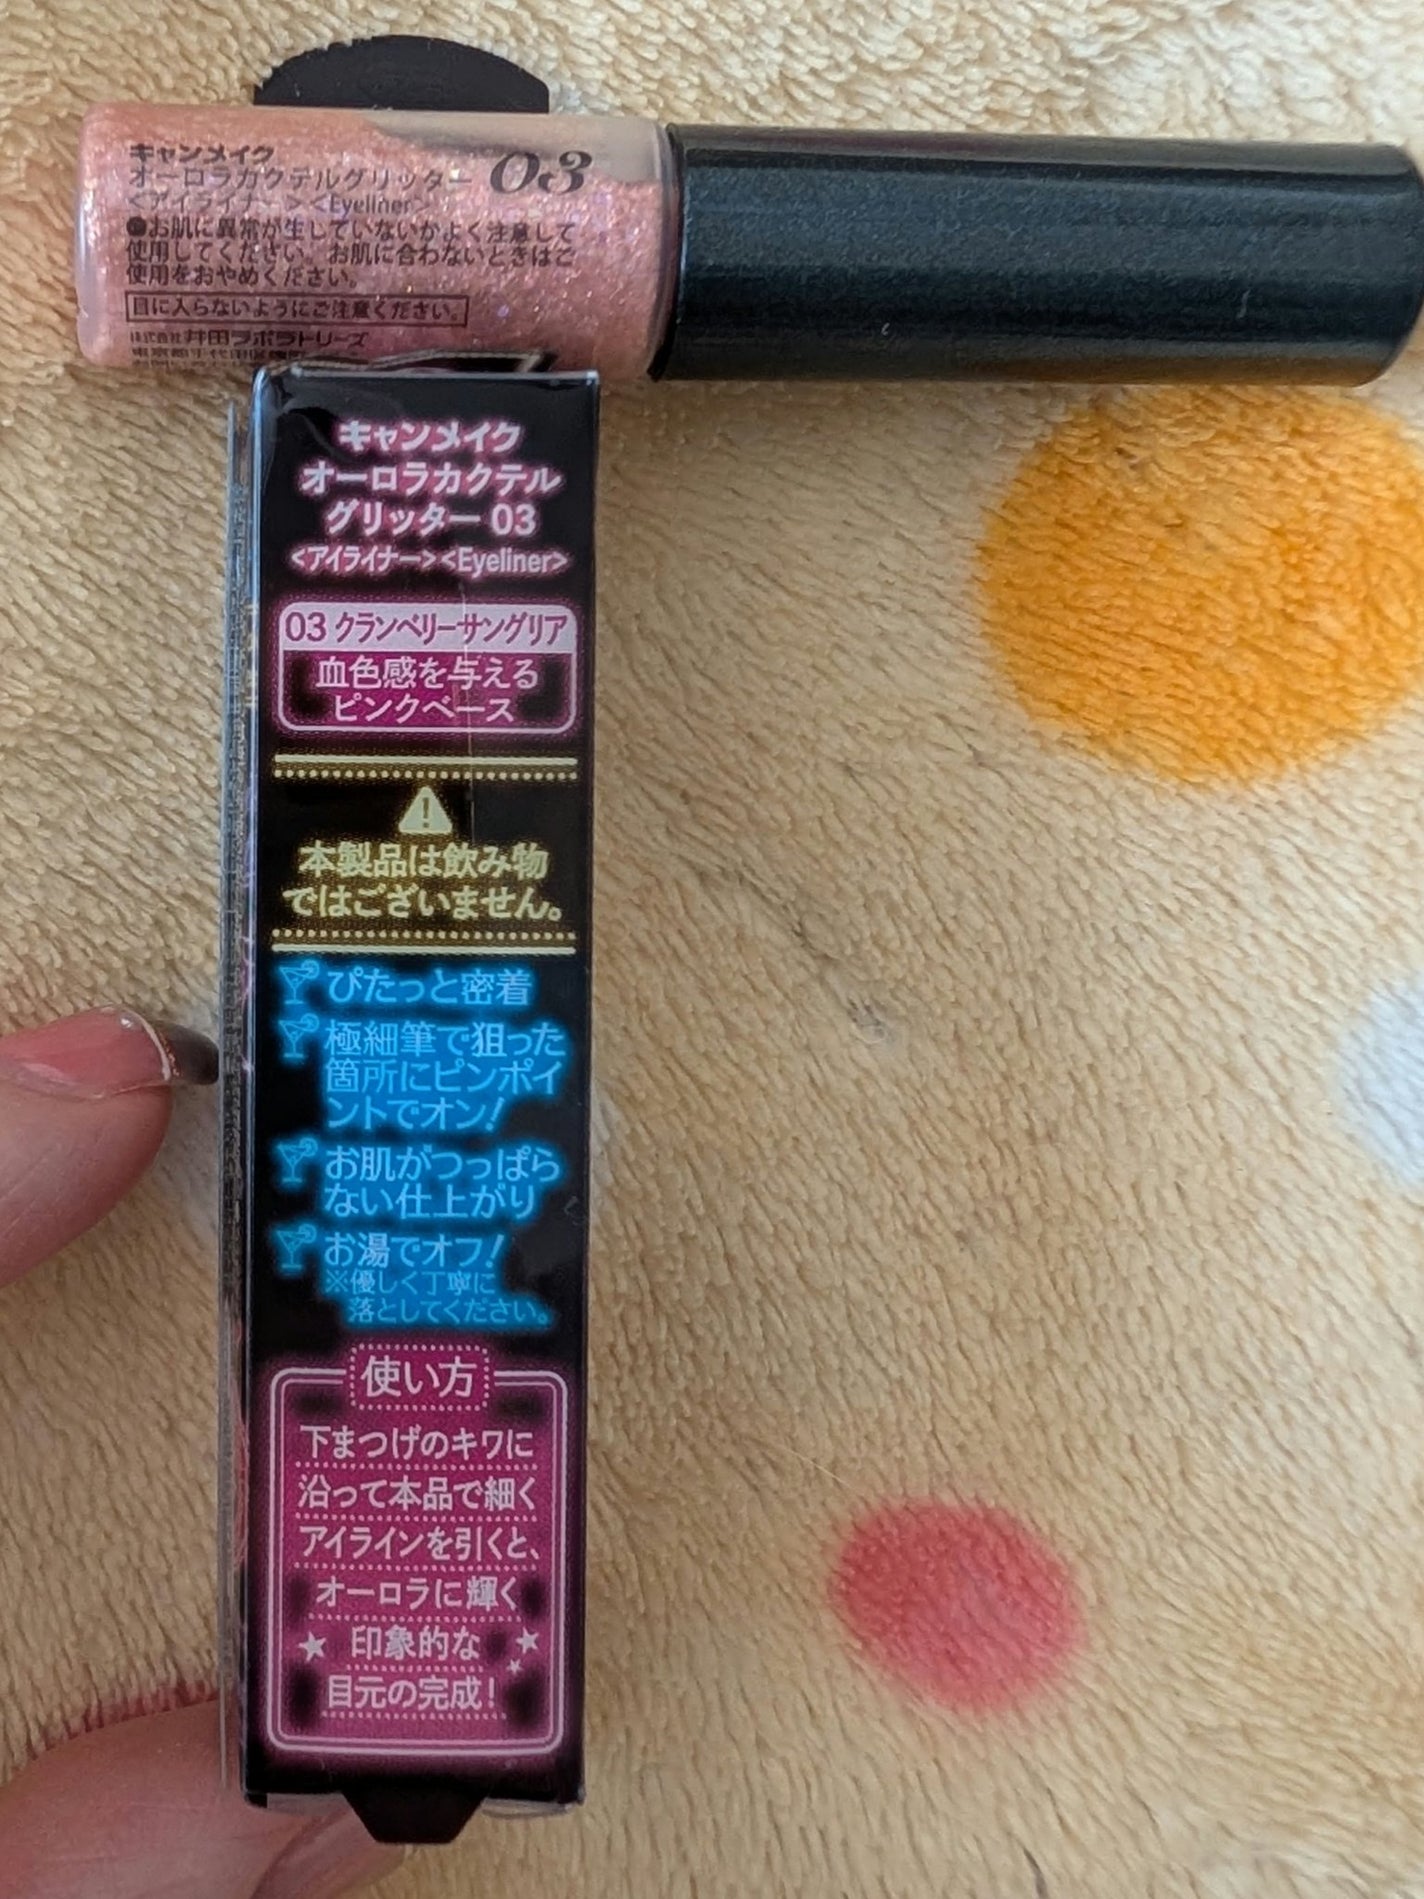 キャンメイク
オーロラカクテルグリッター 03
<アイライナー><Eyeliner>
●お肌に異常が生じていないかよく注意して
使用してください。お肌に合わないときはご
使用をおやめください。
目に入らないようにご注意ください。
株式会社 井田ラボラトリーズ
キャンメイク
オーロラカクテル
グリッター 03
<アイライナー><Eyeliner>
03 クランベリーサングリア
血色感を与える
ピンクベース
本製品は飲み物
ではございません。
ぴたっと密着
極細筆で狙った
箇所にピンポイ
ントでオン!
お肌がつっぱら
ない仕上がり
お湯でオフ!
※優しく丁寧に
落としてください。
使い方
下まつげのキワに
沿って本品で細く
アイラインを引くと、
オーロラに輝く
印象的な
目元の完成!